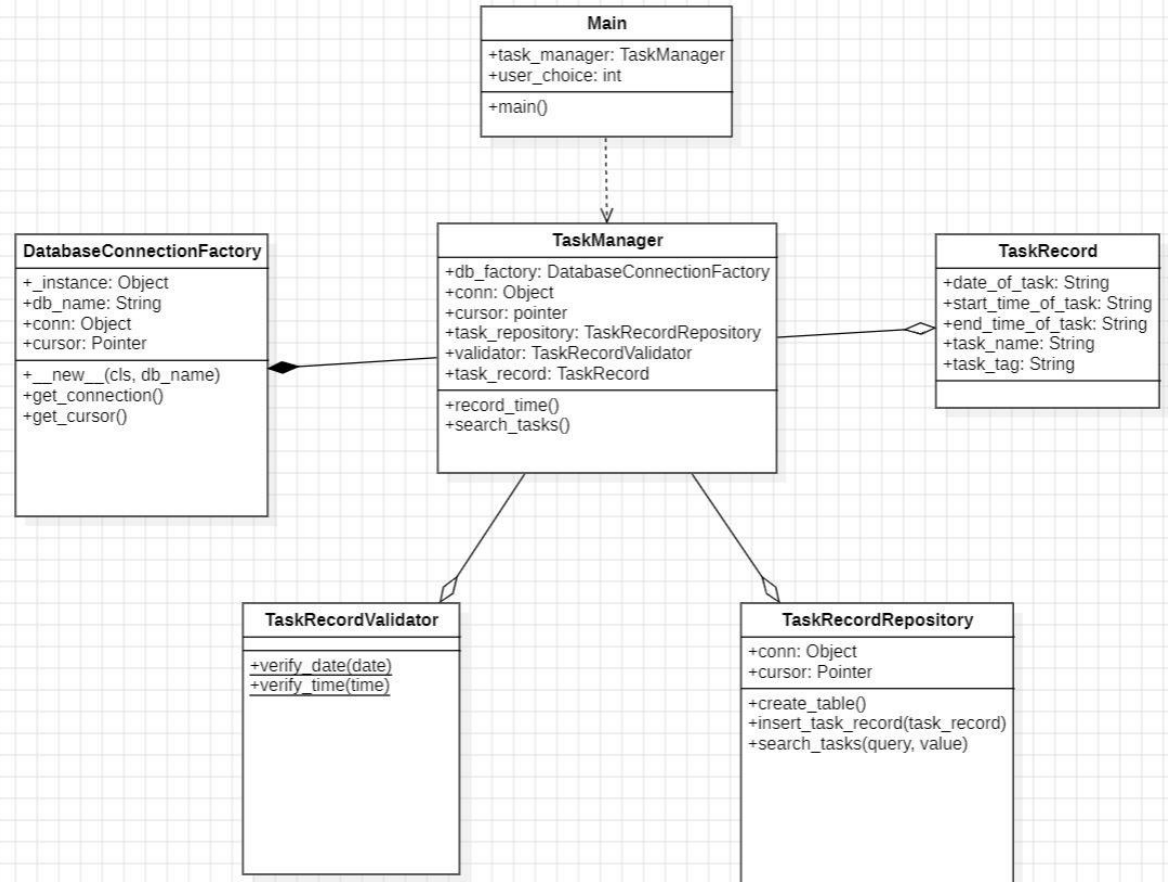 Main
+task_manager: TaskManager
+user_choice: int
+main()
DatabaseConnectionFactory
+_instance: Object
+db_name: String
+conn: Object
+cursor: Pointer
+__new__(cls, db_name)
+get_connection()
+get_cursor()
TaskManager
+db_factory: DatabaseConnectionFactory
+conn: Object
+cursor: pointer
+task_repository: TaskRecordRepository
+validator: TaskRecordValidator
+task_record: TaskRecord
+record_time()
+search_tasks()
TaskRecord
+date_of_task: String
+start_time_of_task: String
+end_time_of_task: String
+task_name: String
+task_tag: String
TaskRecordValidator
+verify_date(date)
+verify_time(time)
TaskRecordRepository
+conn: Object
+cursor: Pointer
+create_table()
+insert_task_record(task_record)
+search_tasks(query, value)